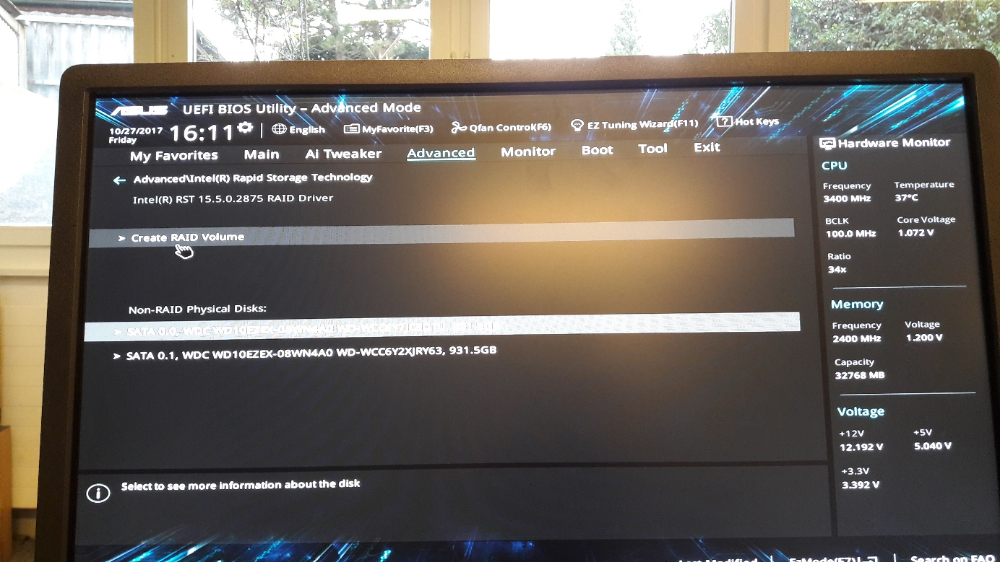 ASUS UEFI BIOS Utility – Advanced Mode
10/27/2017 Friday 16:11 English MyFavorite(F3) Qfan Control(F6) EZ Tuning Wizard(F11) ? Hot Keys
My Favorites Main Ai Tweaker Advanced Monitor Boot Tool Exit
Hardware Monitor
← Advanced\Intel(R) Rapid Storage Technology
Intel(R) RST 15.5.0.2875 RAID Driver
> Create RAID Volume
Non-RAID Physical Disks:
> SATA 0.0, WDC WD10EZEX-08WN4A0
> SATA 0.1, WDC WD10EZEX-08WN4A0 WD-WCC6Y2XJRY63, 931.5GB
i Select to see more information about the disk
CPU
Frequency Temperature
3400 MHz 37°C
BCLK Core Voltage
100.0 MHz 1.072 V
Ratio
34x
Memory
Frequency Voltage
2400 MHz 1.200 V
Capacity
32768 MB
Voltage
+12V +5V
12.192 V 5.040 V
+3.3V
3.392 V
Last Modified | EzMode(F7) | Search on FAQ